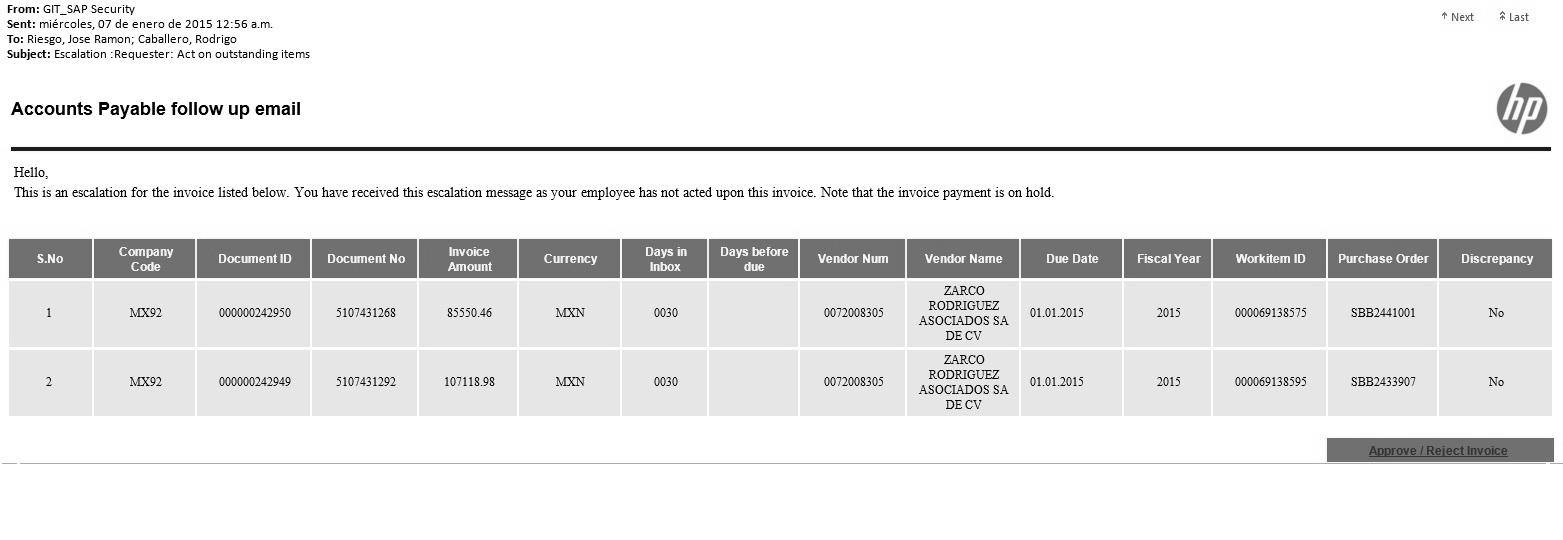 From: GIT_SAP Security
Sent: miércoles, 07 de enero de 2015 12:56 a.m.
To: Riesgo, Jose Ramon; Caballero, Rodrigo
Subject: Escalation :Requester: Act on outstanding items
Next Last
Accounts Payable follow up email
hp
Hello,
This is an escalation for the invoice listed below. You have received this escalation message as your employee has not acted upon this invoice. Note that the invoice payment is on hold.
S.No Company Code Document ID Document No Invoice Amount Currency Days in Inbox Days before due Vendor Num Vendor Name Due Date Fiscal Year Workitem ID Purchase Order Discrepancy
1 MX92 000000242950 5107431268 85550.46 MXN 0030 0072008305 ZARCO RODRIGUEZ ASOCIADOS SA DE CV 01.01.2015 2015 000069138575 SBB2441001 No
2 MX92 000000242949 5107431292 107118.98 MXN 0030 0072008305 ZARCO RODRIGUEZ ASOCIADOS SA DE CV 01.01.2015 2015 000069138595 SBB2433907 No
Approve / Reject Invoice